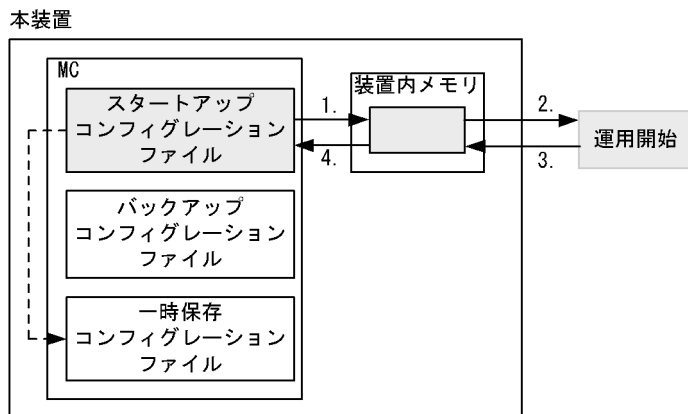 本装置
MC
スタートアップ
コンフィグレーション
ファイル
1.
4.
装置内メモリ
2.
3.
運用開始
バックアップ
コンフィグレーション
ファイル
一時保存
コンフィグレーション
ファイル